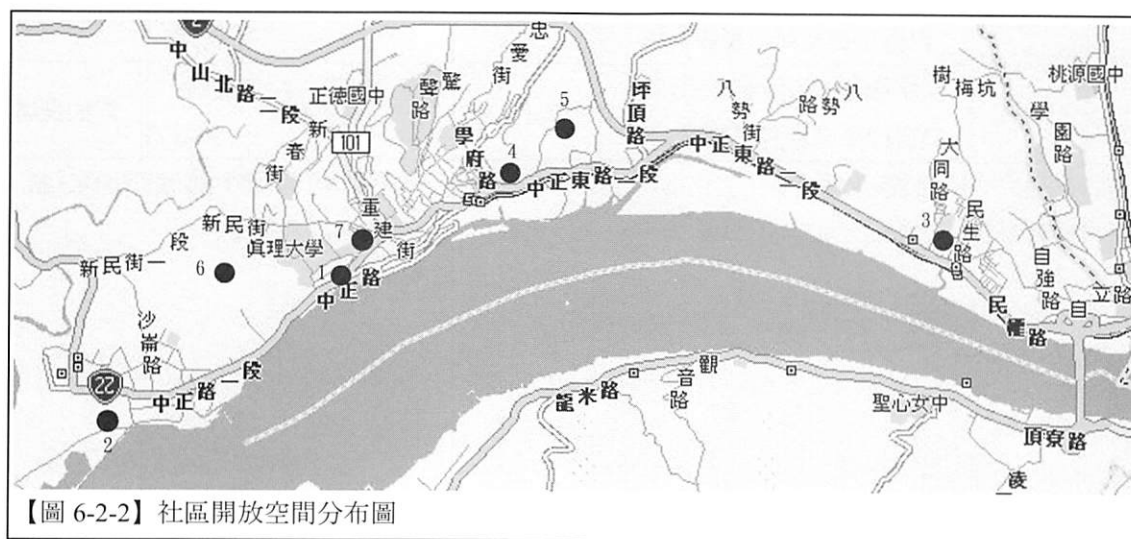 2
中山北路二段
新春街
正德國中
101
聲路
鶯
愛街
忠
5
4
學府路
中正東路一段
坪頂路
八勢街
八勢路
中正東路二段
樹梅坑
桃源國中
學園路
大同路
3
民生路
自強路
自立路
民權路
新民街
新民街一段
6
真理大學
7
重建街
1
中正路
沙崙路
22
中正路一段
2
龍米路
觀音路
聖心女中
頂寮路
凌
【圖 6-2-2】社區開放空間分布圖